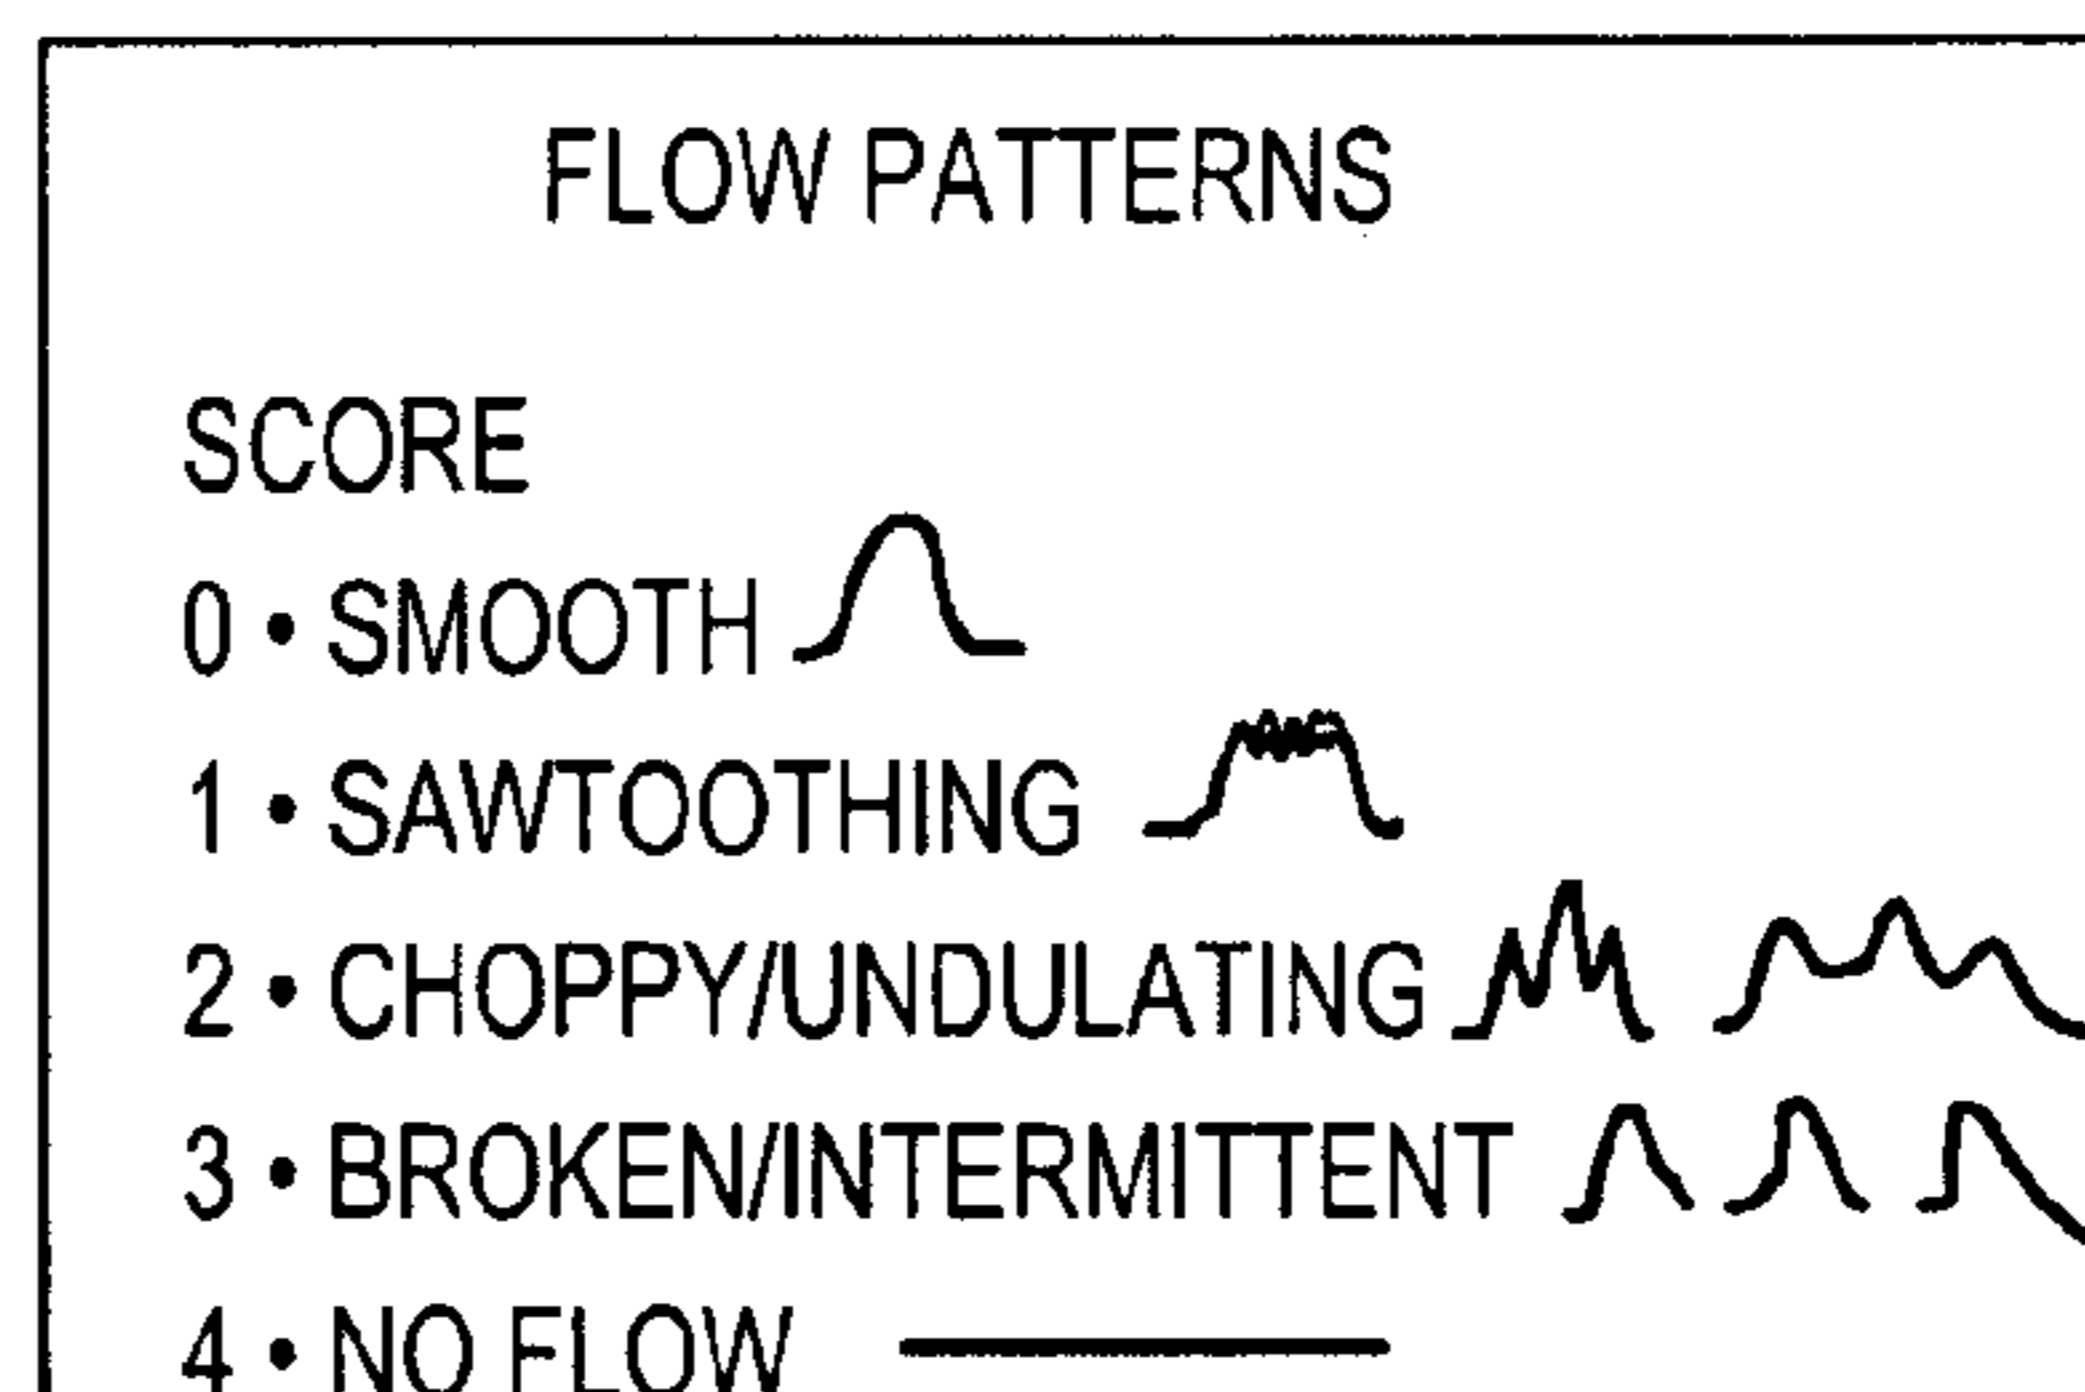 FLOW PATTERNS
SCORE
0 • SMOOTH
1 • SAWTOOTHING
2 • CHOPPY/UNDULATING
3 • BROKEN/INTERMITTENT
4 • NO FLOW